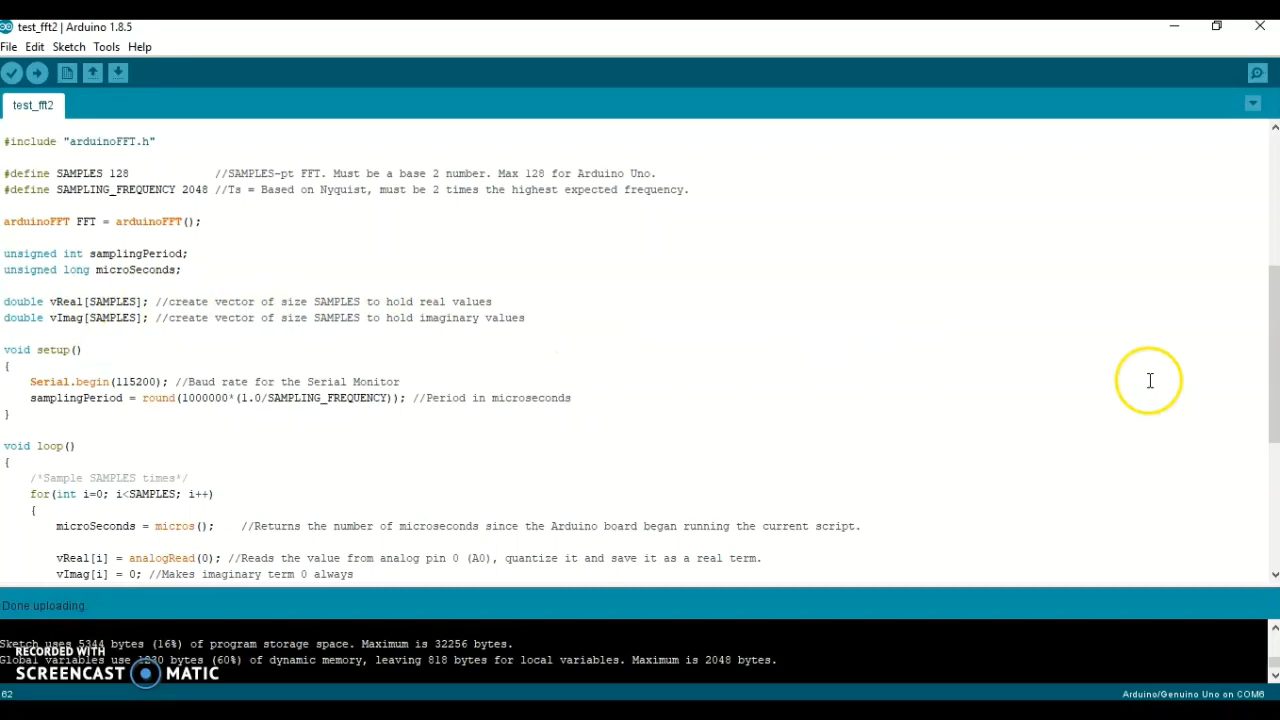 test_fft2 | Arduino 1.8.5
File Edit Sketch Tools Help
test_fft2
#include "arduinoFFT.h"
#define SAMPLES 128 //SAMPLES-pt FFT. Must be a base 2 number. Max 128 for Arduino Uno.
#define SAMPLING_FREQUENCY 2048 //Ts = Based on Nyquist, must be 2 times the highest expected frequency.
arduinoFFT FFT = arduinoFFT();
unsigned int samplingPeriod;
unsigned long microSeconds;
double vReal[SAMPLES]; //create vector of size SAMPLES to hold real values
double vImag[SAMPLES]; //create vector of size SAMPLES to hold imaginary values
void setup()
{
Serial.begin(115200); //Baud rate for the Serial Monitor
samplingPeriod = round(1000000*(1.0/SAMPLING_FREQUENCY)); //Period in microseconds
}
void loop()
{
/*Sample SAMPLES times*/
for(int i=0; i<SAMPLES; i++)
{
microSeconds = micros(); //Returns the number of microseconds since the Arduino board began running the current script.
vReal[i] = analogRead(0); //Reads the value from analog pin 0 (A0), quantize it and save it as a real term.
vImag[i] = 0; //Makes imaginary term 0 always
Done uploading.
Sketch uses 5344 bytes (16%) of program storage space. Maximum is 32256 bytes.
Global variables use 1230 bytes (60%) of dynamic memory, leaving 818 bytes for local variables. Maximum is 2048 bytes.
RECORDED WITH
SCREENCAST MATIC
62 Arduino/Genuino Uno on COM6